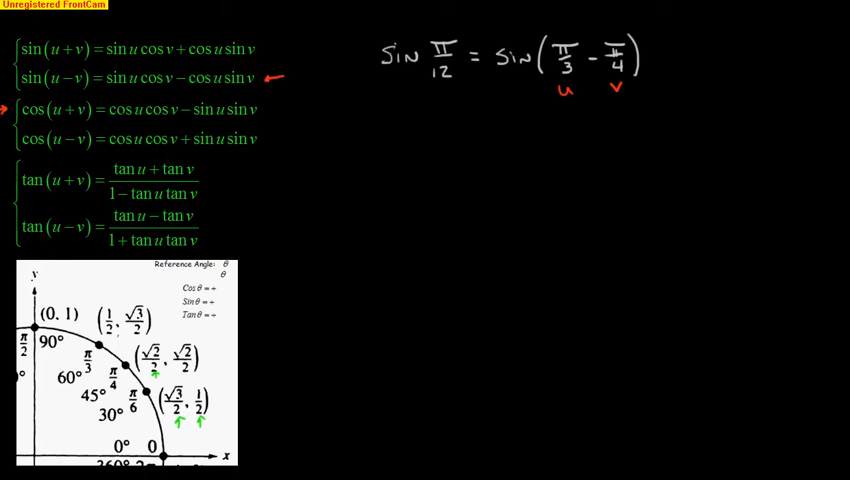 Unregistered FrontCam
sin(u+v)=sin u cos v+cos u sin v
sin(u−v)=sin u cos v−cos u sin v
cos(u+v)=cos u cos v−sin u sin v
cos(u−v)=cos u cos v+sin u sin v
tan(u+v)=(tan u+tan v)/(1−tan u tan v)
tan(u−v)=(tan u−tan v)/(1+tan u tan v)
sin π/12 = sin(π/3 − π/4)
u v
Reference Angle: θ
θ
Cos θ=+
Sin θ=+
Tan θ=+
y
(0, 1)
(1/2, √3/2)
π/2
90°
π/3
(√2/2, √2/2)
60°
π/4
45°
π/6
(√3/2, 1/2)
30°
0° 0
x
360°